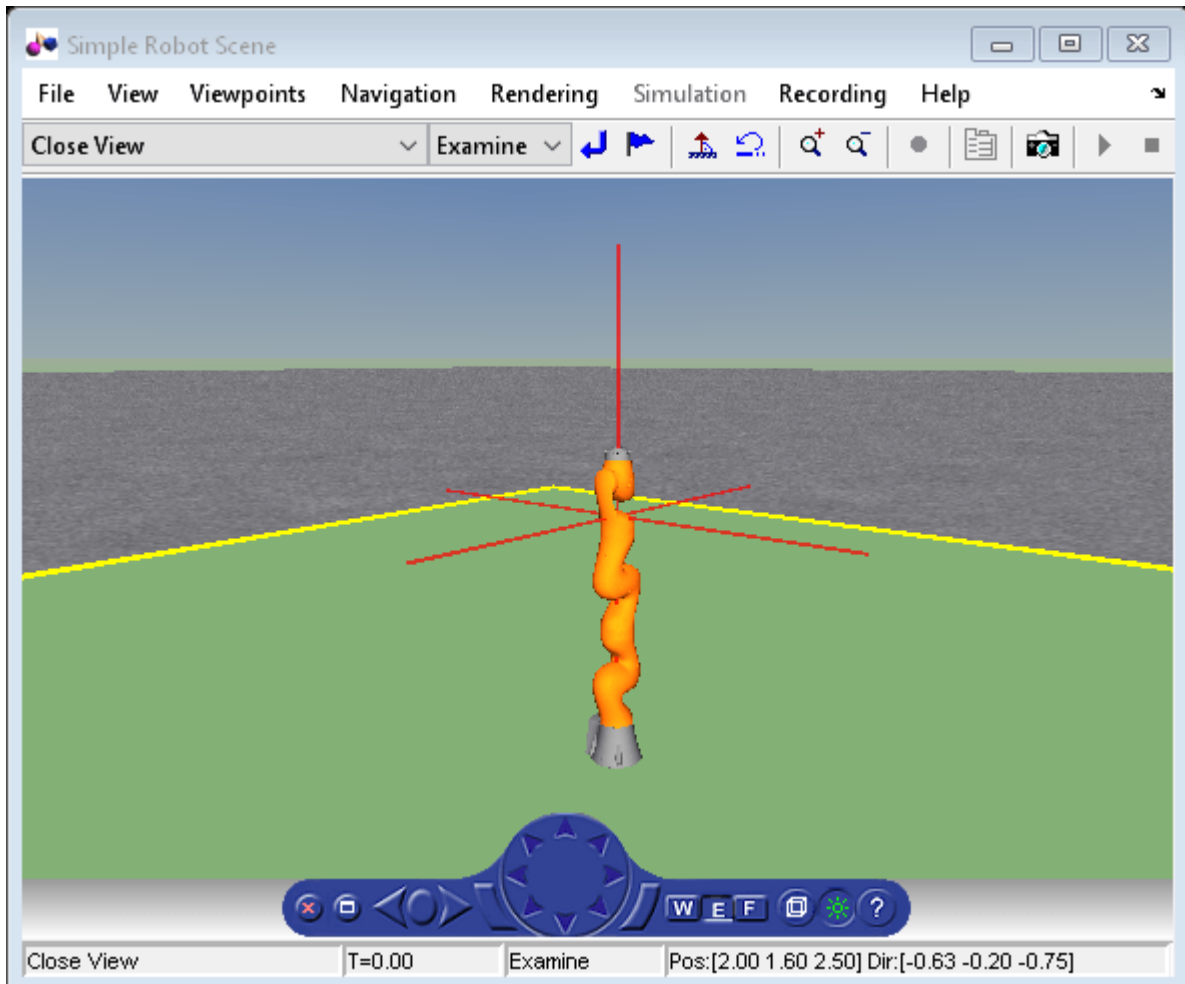 Simple Robot Scene
File View Viewpoints Navigation Rendering Simulation Recording Help
Close View Examine
W E F ?
Close View T=0.00 Examine Pos:[2.00 1.60 2.50] Dir:[-0.63 -0.20 -0.75]